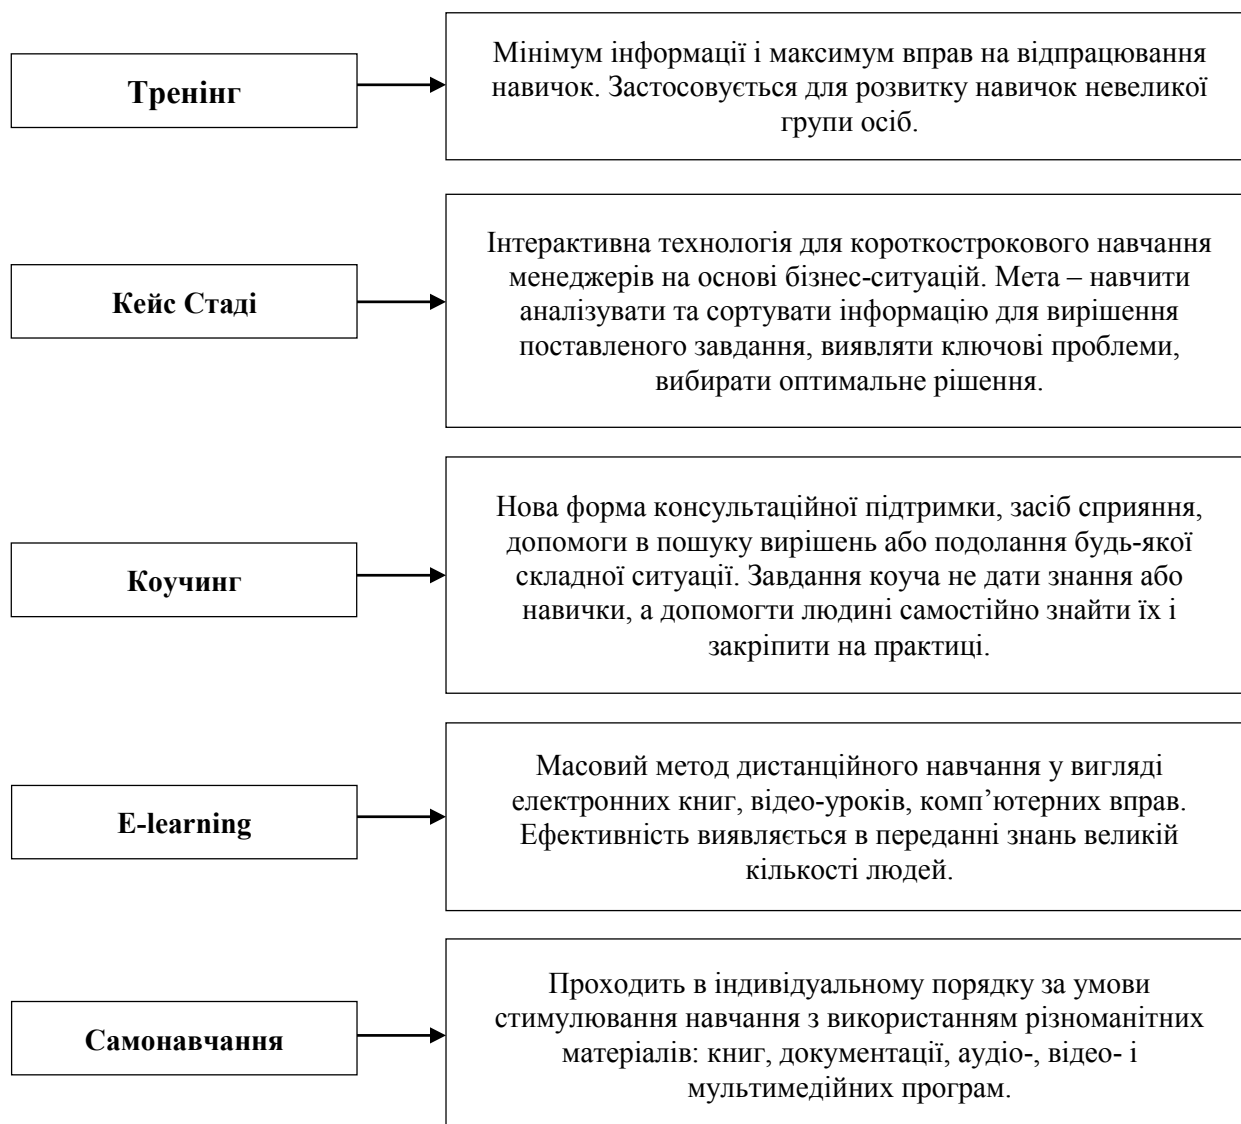 Тренінг
Мінімум інформації і максимум вправ на відпрацювання
навичок. Застосовується для розвитку навичок невеликої
групи осіб.
Кейс Стаді
Інтерактивна технологія для короткострокового навчання
менеджерів на основі бізнес-ситуацій. Мета – навчити
аналізувати та сортувати інформацію для вирішення
поставленого завдання, виявляти ключові проблеми,
вибирати оптимальне рішення.
Коучинг
Нова форма консультаційної підтримки, засіб сприяння,
допомоги в пошуку вирішень або подолання будь-якої
складної ситуації. Завдання коуча не дати знання або
навички, а допомогти людині самостійно знайти їх і
закріпити на практиці.
E-learning
Масовий метод дистанційного навчання у вигляді
електронних книг, відео-уроків, комп’ютерних вправ.
Ефективність виявляється в переданні знань великій
кількості людей.
Самонавчання
Проходить в індивідуальному порядку за умови
стимулювання навчання з використанням різноманітних
матеріалів: книг, документації, аудіо-, відео- і
мультимедійних програм.